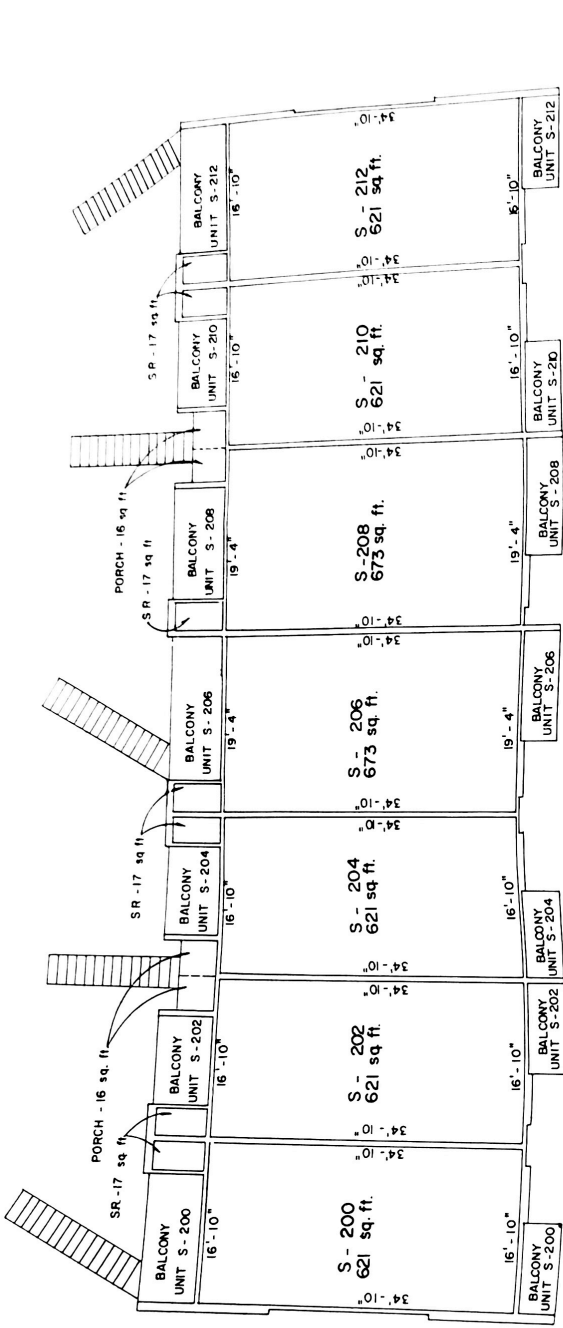 BALCONY
UNIT S-212
16'-10"
34'-10"
S - 212
621 sq. ft.
34'-10"
16'-10"
BALCONY
UNIT S-212
S.R - 17 sq. ft.
BALCONY
UNIT S-210
16'-10"
34'-10"
S - 210
621 sq. ft.
34'-10"
16'-10"
BALCONY
UNIT S-210
PORCH - 16 sq ft
S.R - 17 sq ft
BALCONY
UNIT S-208
19'-4"
34'-10"
S-208
673 sq. ft.
34'-10"
19'-4"
BALCONY
UNIT S-208
BALCONY
UNIT S-206
19'-4"
34'-10"
S - 206
673 sq. ft.
34'-10"
19'-4"
BALCONY
UNIT S-206
S.R - 17 sq ft
BALCONY
UNIT S-204
16'-10"
34'-10"
S - 204
621 sq. ft.
34'-10"
16'-10"
BALCONY
UNIT S-204
PORCH - 16 sq. ft.
S.R. - 17 sq ft
BALCONY
UNIT S-202
16'-10"
34'-10"
S - 202
621 sq ft.
34'-10"
16'-10"
BALCONY
UNIT S-202
BALCONY
UNIT S-200
16'-10"
34'-10"
S - 200
621 sq. ft.
34'-10"
16'-10"
BALCONY
UNIT S-200